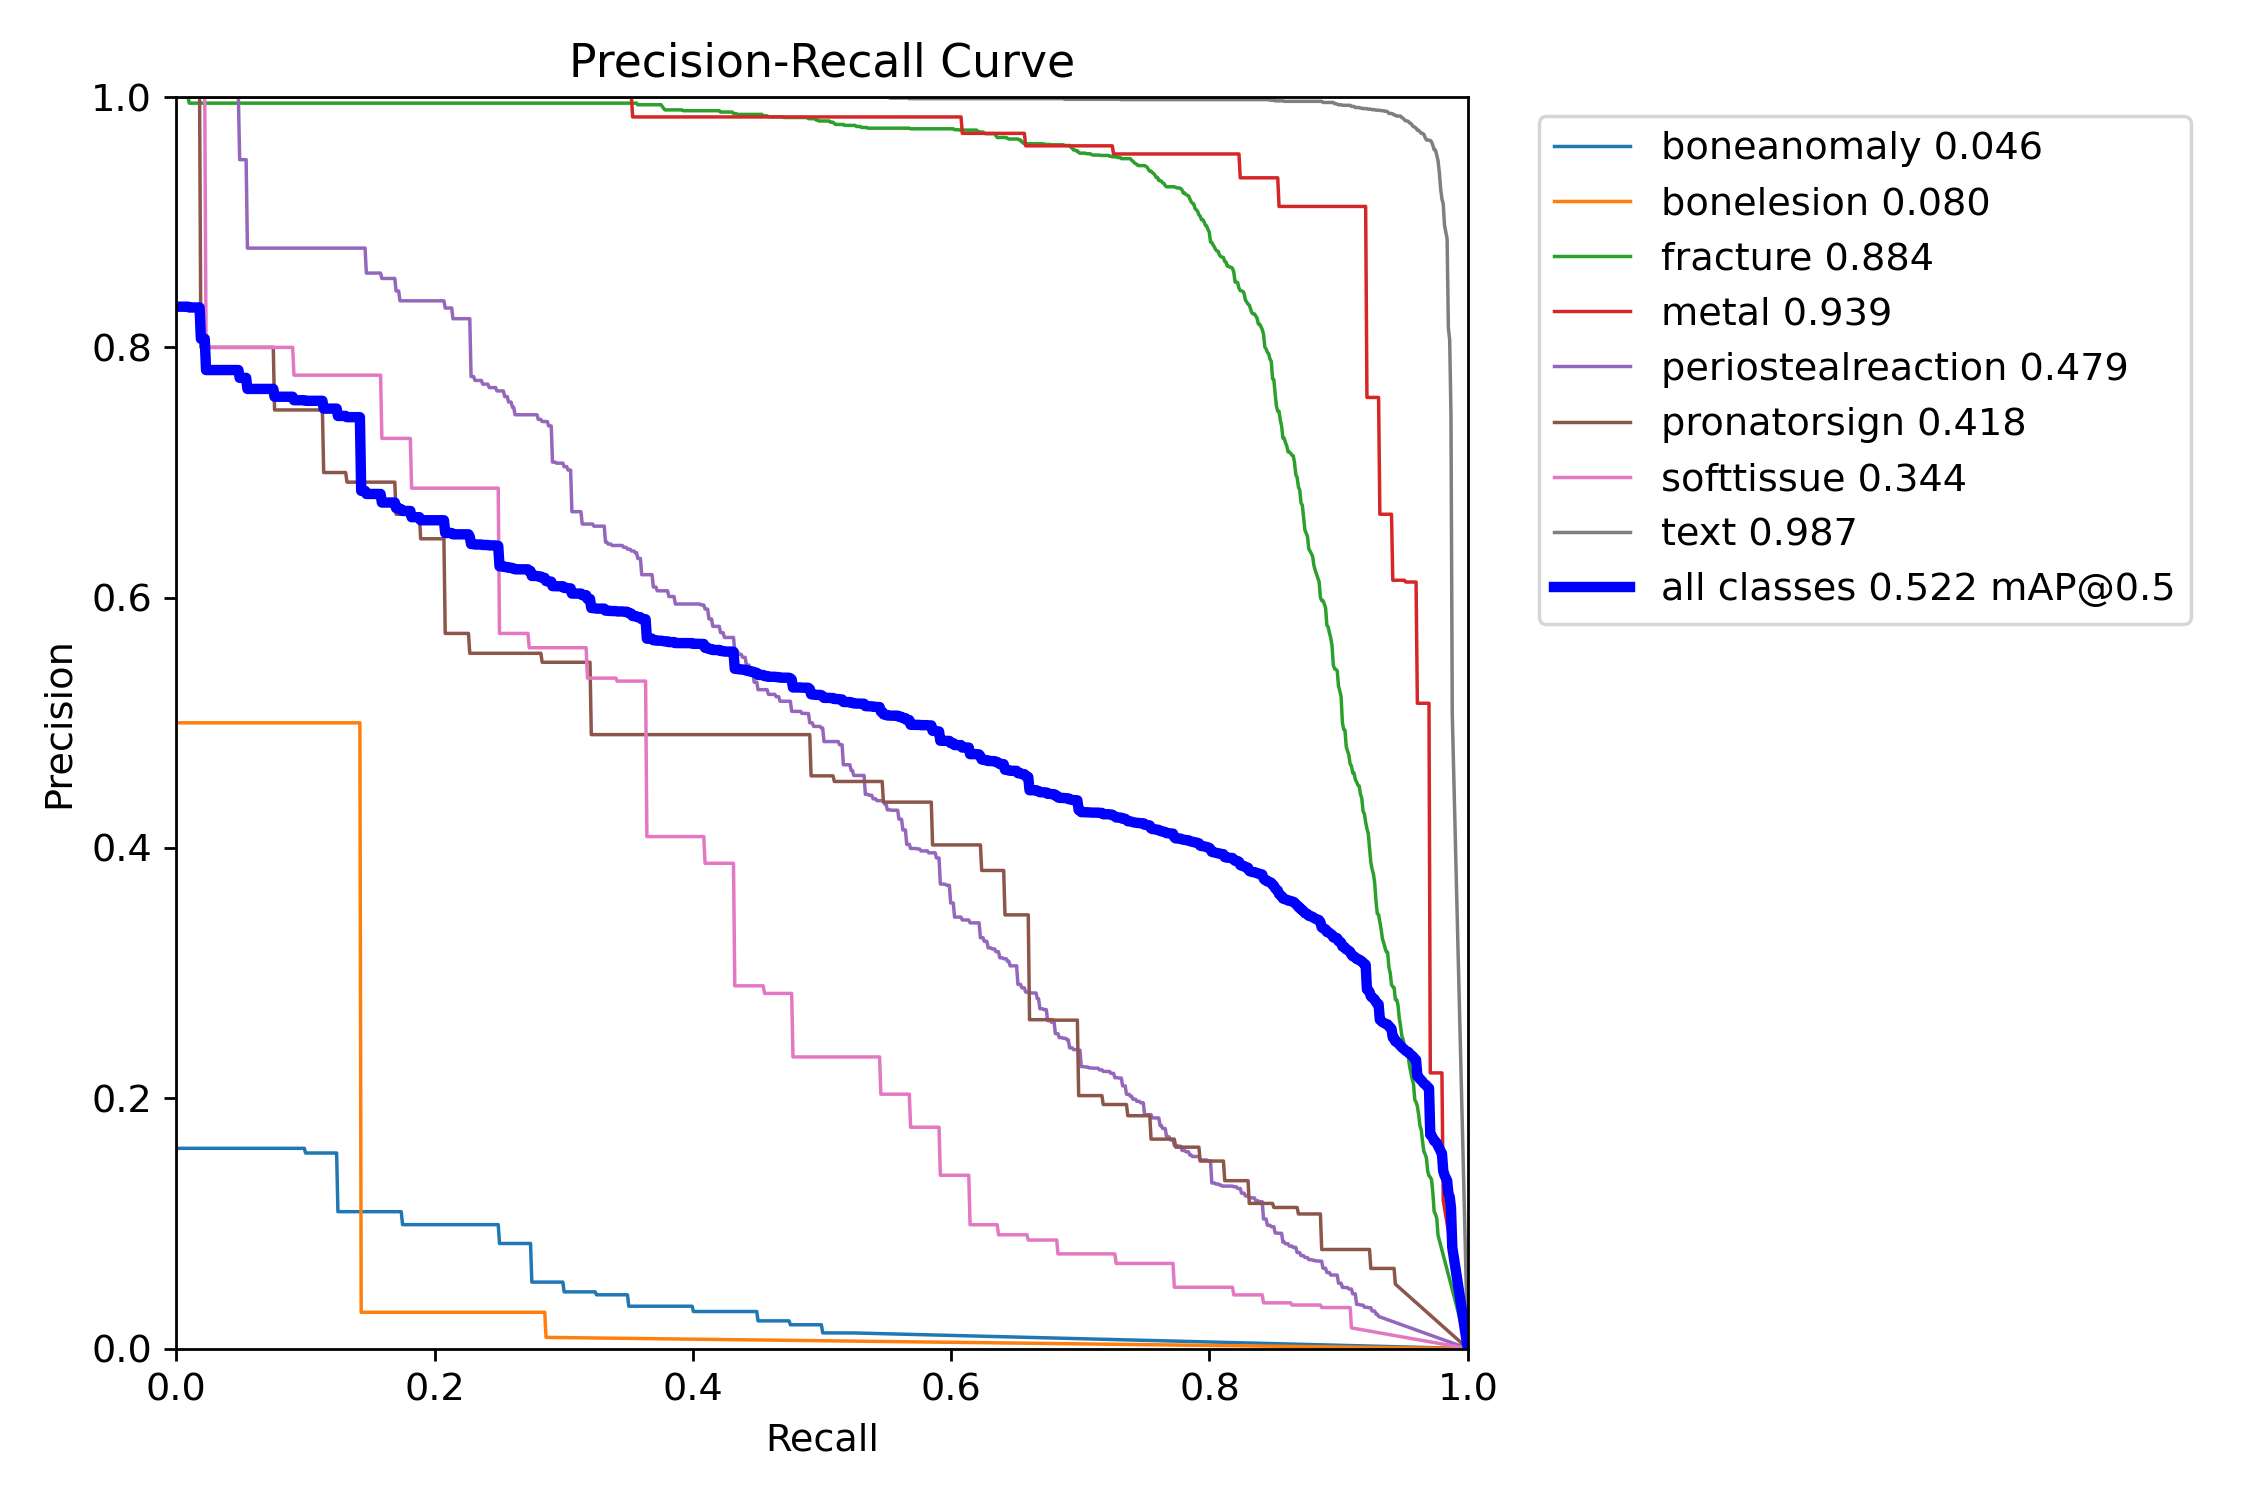 Precision-Recall Curve
1.0
0.8
0.6
0.4
0.2
0.0
Precision
0.0 0.2 0.4 0.6 0.8 1.0
Recall
boneanomaly 0.046
bonelesion 0.080
fracture 0.884
metal 0.939
periostealreaction 0.479
pronatorsign 0.418
softtissue 0.344
text 0.987
all classes 0.522 mAP@0.5